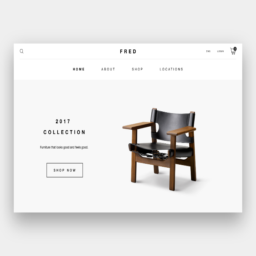 FRED
HOME ABOUT SHOP LOCATIONS
2017
COLLECTION
Furniture that looks good and feels good.
SHOP NOW